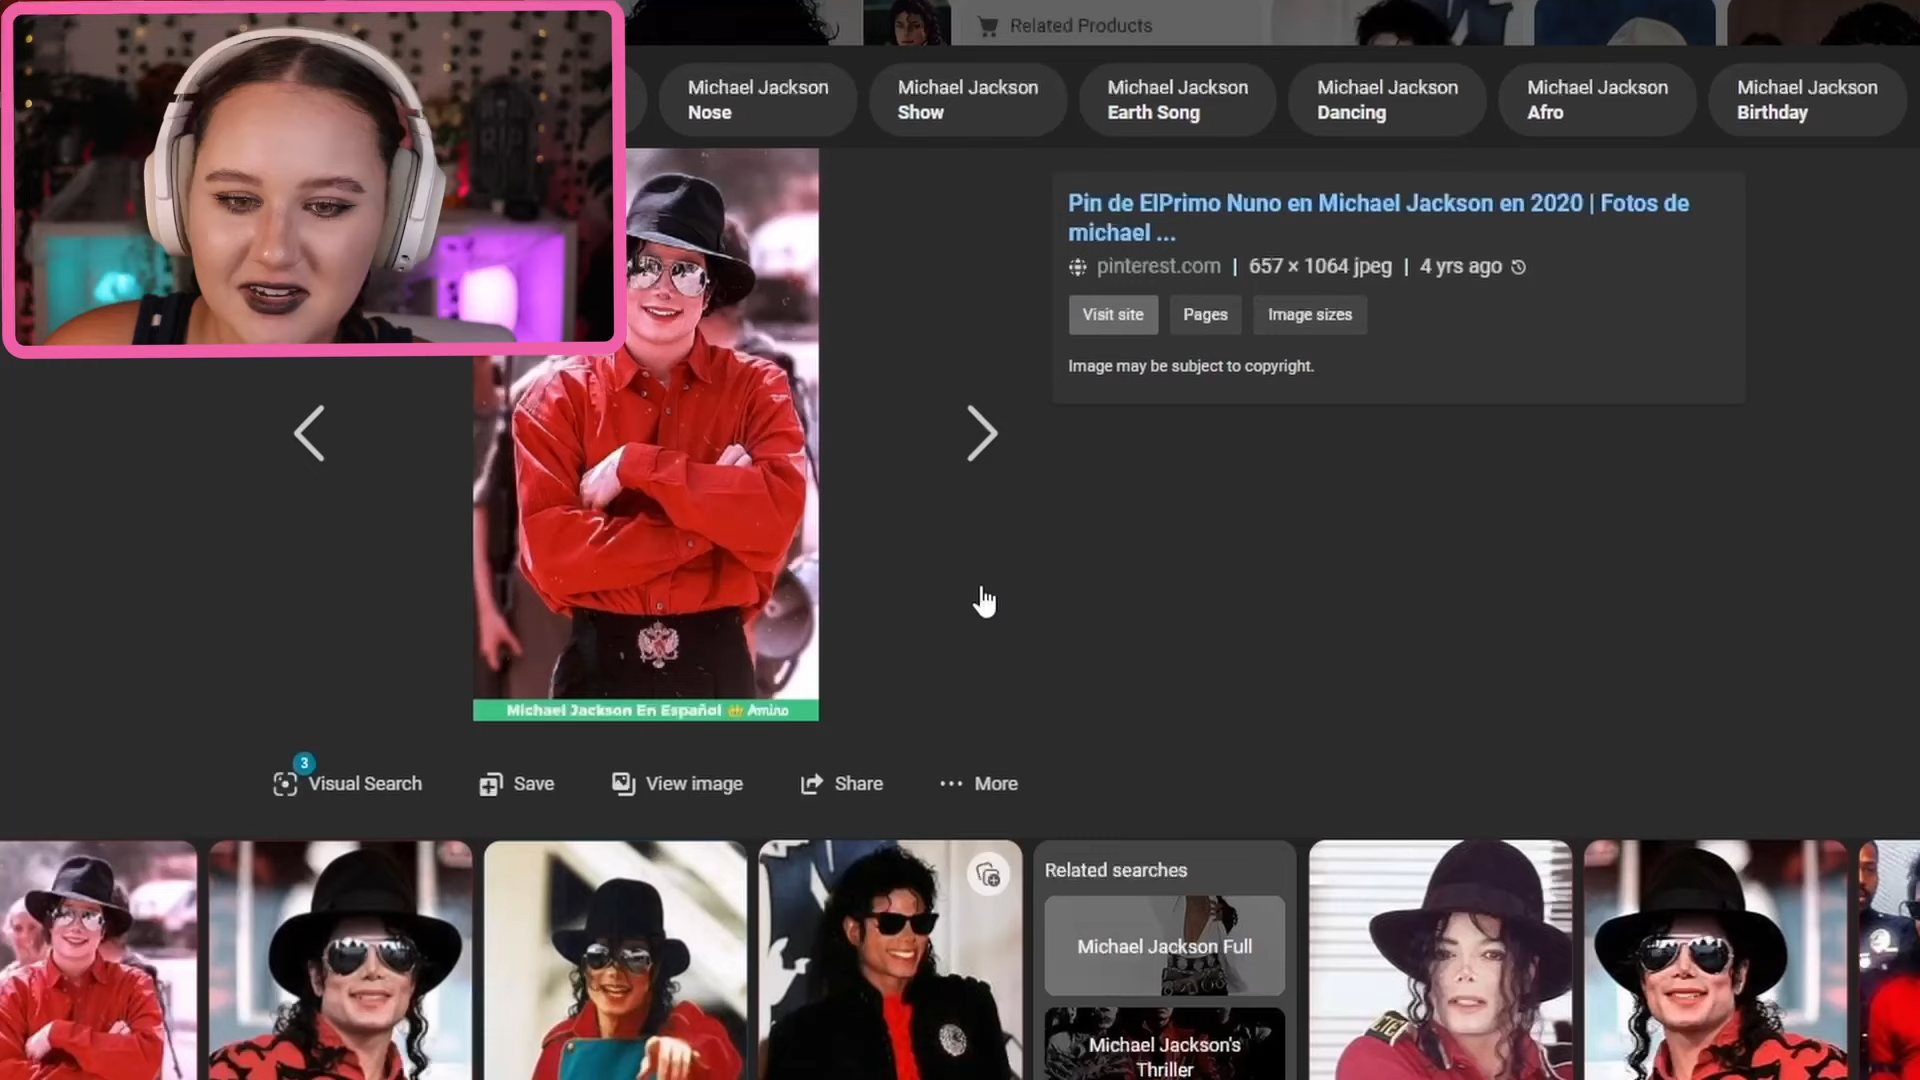 RIP
Related Products
Michael Jackson
Nose
Michael Jackson
Show
Michael Jackson
Earth Song
Michael Jackson
Dancing
Michael Jackson
Afro
Michael Jackson
Birthday
Pin de ElPrimo Nuno en Michael Jackson en 2020 | Fotos de
michael ...
pinterest.com | 657 × 1064 jpeg | 4 yrs ago
Visit site
Pages
Image sizes
Image may be subject to copyright.
Michael Jackson En Español Amino
3
Visual Search
Save
View image
Share
More
Related searches
Michael Jackson Full
Michael Jackson's
Thriller